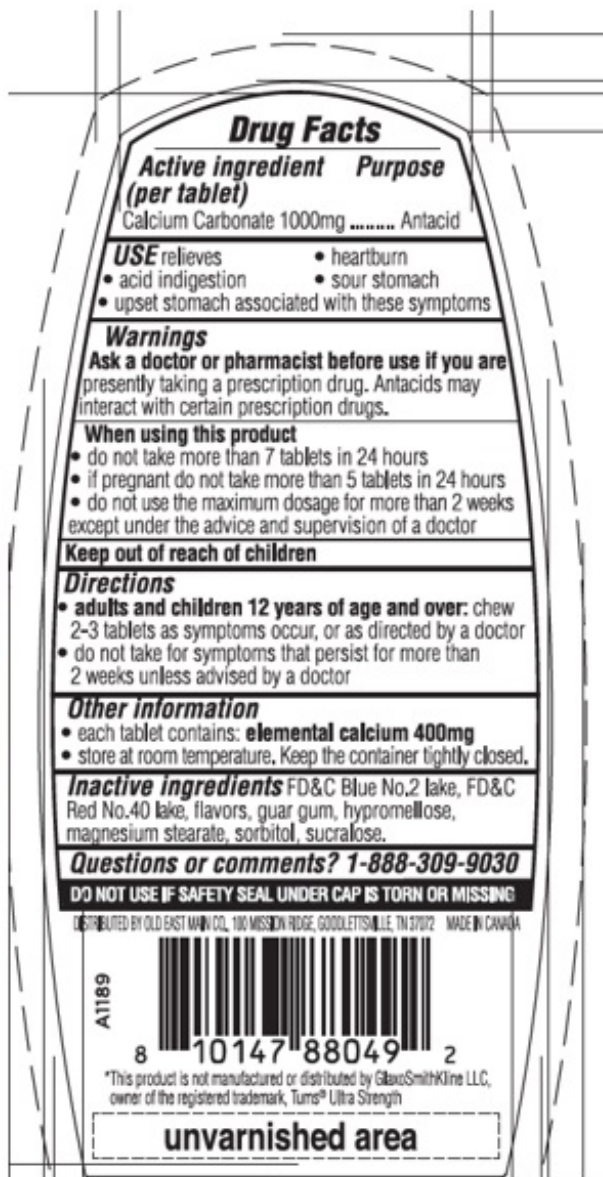 Drug Facts
Active ingredient Purpose
(per tablet)
Calcium Carbonate 1000mg ......... Antacid
USE relieves • heartburn
• acid indigestion • sour stomach
• upset stomach associated with these symptoms
Warnings
Ask a doctor or pharmacist before use if you are
presently taking a prescription drug. Antacids may
interact with certain prescription drugs.
When using this product
• do not take more than 7 tablets in 24 hours
• if pregnant do not take more than 5 tablets in 24 hours
• do not use the maximum dosage for more than 2 weeks
except under the advice and supervision of a doctor
Keep out of reach of children
Directions
• adults and children 12 years of age and over: chew
2-3 tablets as symptoms occur, or as directed by a doctor
• do not take for symptoms that persist for more than
2 weeks unless advised by a doctor
Other information
• each tablet contains: elemental calcium 400mg
• store at room temperature. Keep the container tightly closed.
Inactive ingredients FD&C Blue No.2 lake, FD&C
Red No.40 lake, flavors, guar gum, hypromellose,
magnesium stearate, sorbitol, sucralose.
Questions or comments? 1-888-309-9030
DO NOT USE IF SAFETY SEAL UNDER CAP IS TORN OR MISSING
DISTRIBUTED BY OLD EAST MAIN CO., 100 MISSION RIDGE, GOODLETTSVILLE, TN 37072 MADE IN CANADA
A1189
8 10147 88049 2
*This product is not manufactured or distributed by GlaxoSmithKline LLC,
owner of the registered trademark, Tums® Ultra Strength
unvarnished area